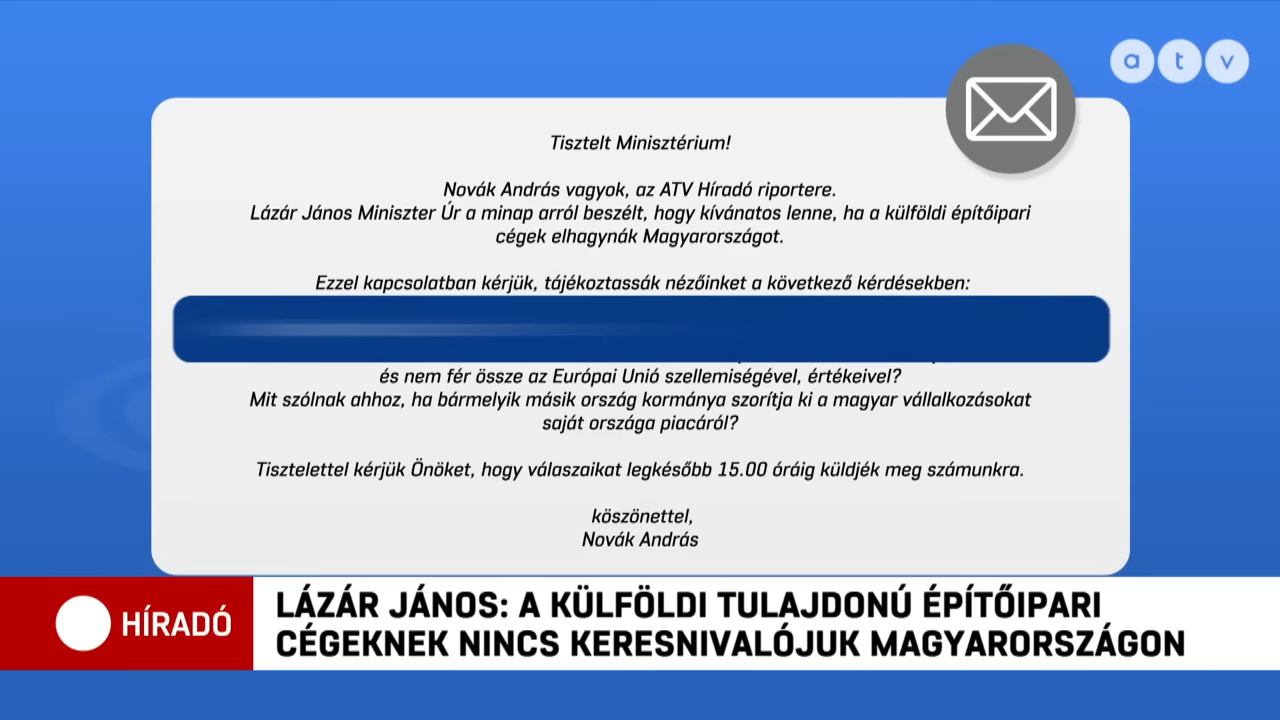 atv
Tisztelt Minisztérium!
Novák András vagyok, az ATV Híradó riportere.
Lázár János Miniszter Úr a minap arról beszélt, hogy kívánatos lenne, ha a külföldi építőipari
cégek elhagynák Magyarországot.
Ezzel kapcsolatban kérjük, tájékoztassák nézőinket a következő kérdésekben:
és nem fér össze az Európai Unió szellemiségével, értékeivel?
Mit szólnak ahhoz, ha bármelyik másik ország kormánya szorítja ki a magyar vállalkozásokat
saját országa piacáról?
Tisztelettel kérjük Önöket, hogy válaszaikat legkésőbb 15.00 óráig küldjék meg számunkra.
köszönettel,
Novák András
HÍRADÓ
LÁZÁR JÁNOS: A KÜLFÖLDI TULAJDONÚ ÉPÍTŐIPARI
CÉGEKNEK NINCS KERESNIVALÓJUK MAGYARORSZÁGON